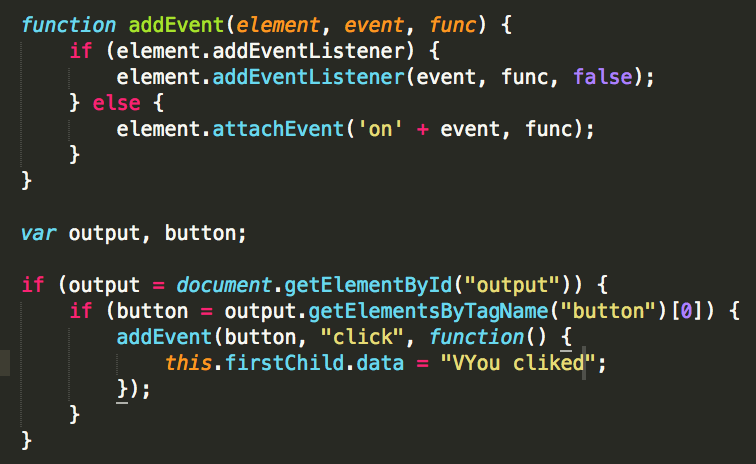 function addEvent(element, event, func) {
    if (element.addEventListener) {
        element.addEventListener(event, func, false);
    } else {
        element.attachEvent('on' + event, func);
    }
}

var output, button;

if (output = document.getElementById("output")) {
    if (button = output.getElementsByTagName("button")[0]) {
        addEvent(button, "click", function() {
            this.firstChild.data = "VYou cliked";
        });
    }
}